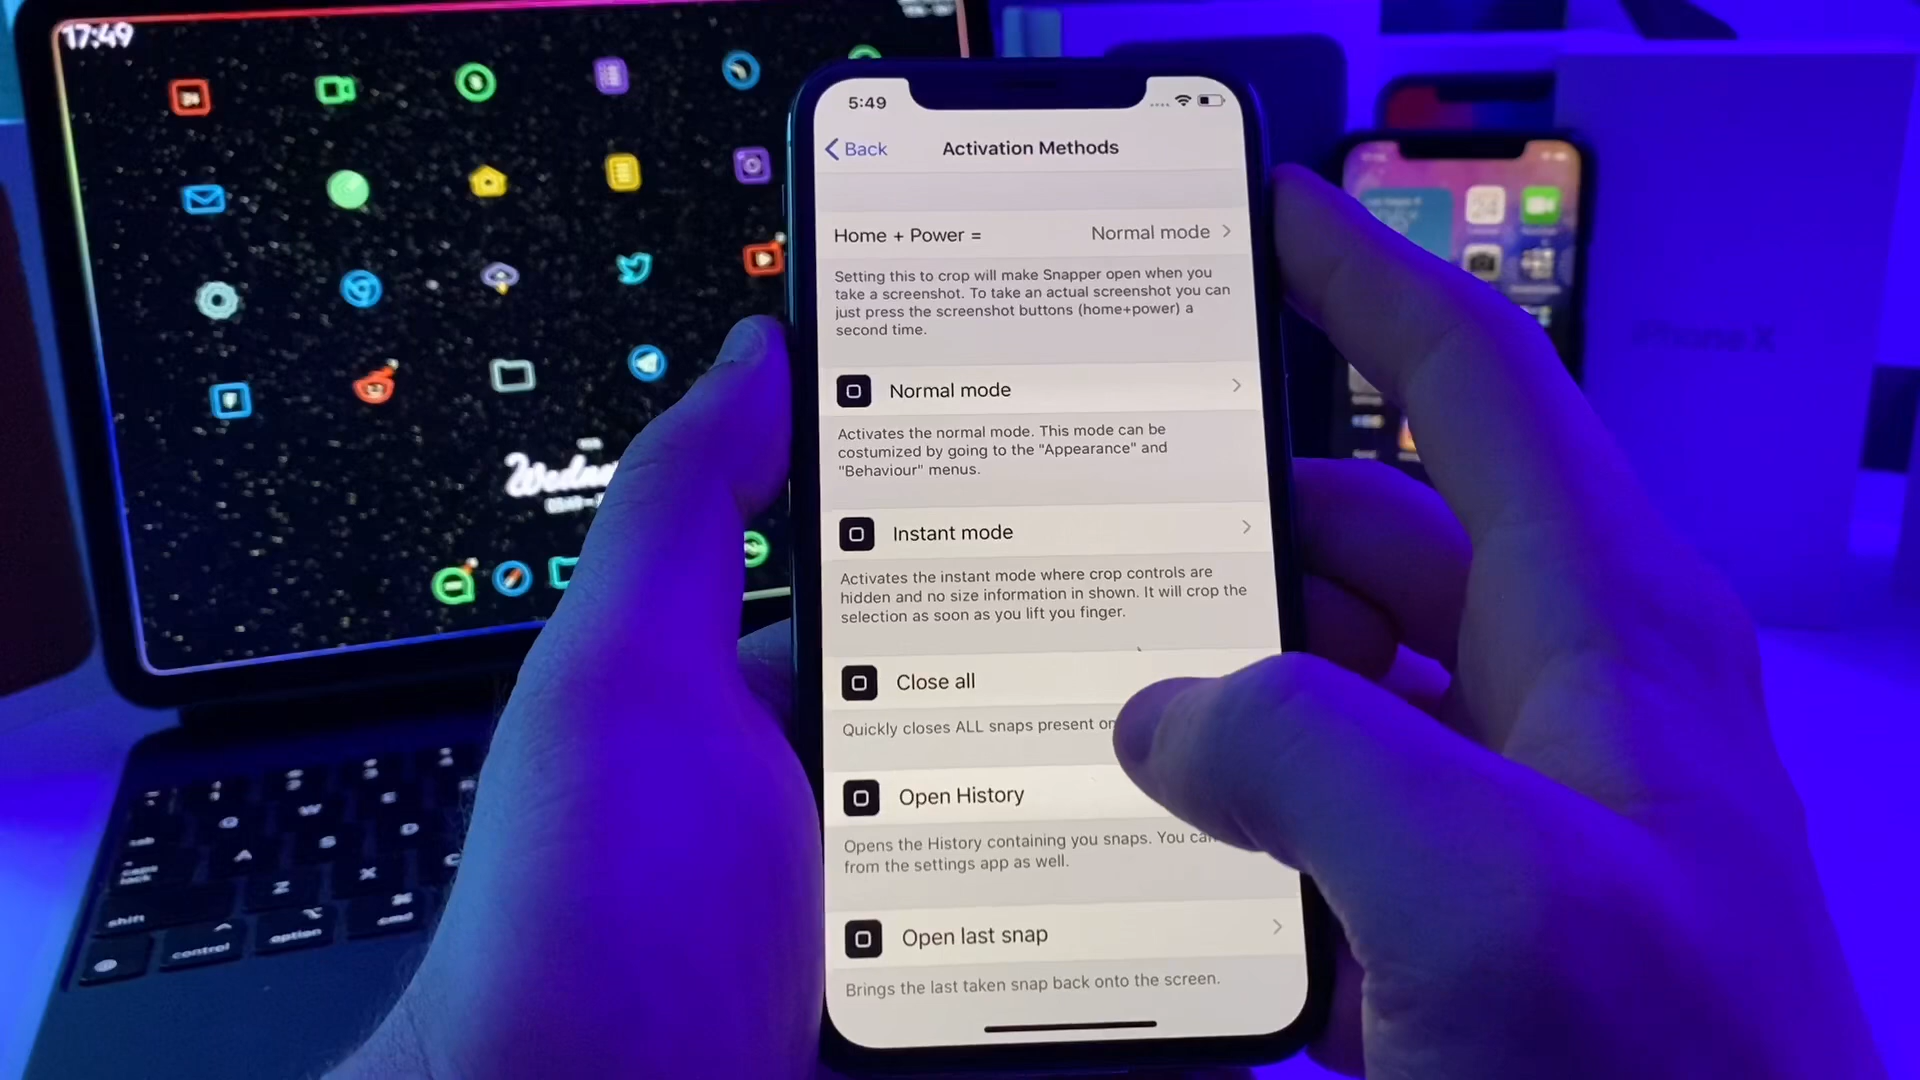 17:49
5:49
Back
Activation Methods
Home + Power =
Normal mode
Setting this to crop will make Snapper open when you
take a screenshot. To take an actual screenshot you can
just press the screenshot buttons (home+power) a
second time.
Normal mode
Activates the normal mode. This mode can be
costumized by going to the "Appearance" and
"Behaviour" menus.
Instant mode
Activates the instant mode where crop controls are
hidden and no size information in shown. It will crop the
selection as soon as you lift you finger.
Close all
Quickly closes ALL snaps present on
Open History
Opens the History containing you snaps. You can
from the settings app as well.
Open last snap
Brings the last taken snap back onto the screen.
iPhone X
24
Q
W
E
tab
A
S
D
caps
lock
Z
X
C
shift
control
option
cmd